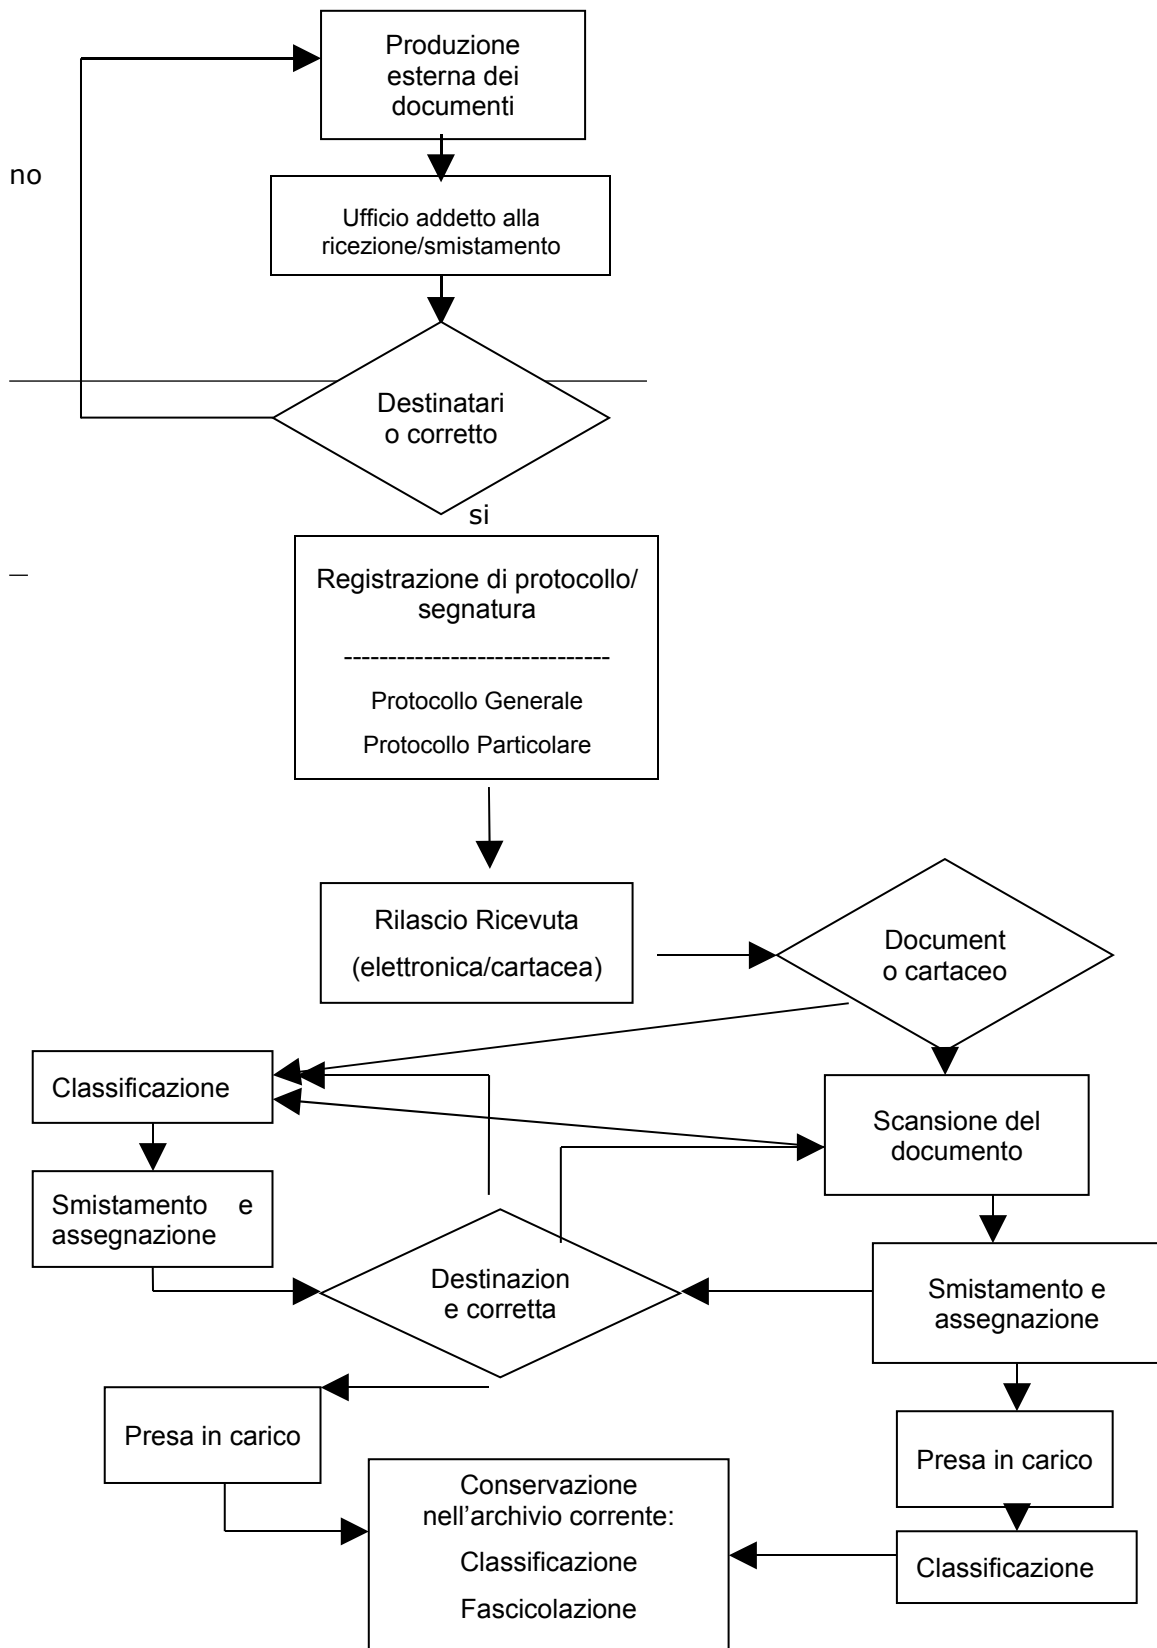 Produzione
esterna dei
documenti
no
Ufficio addetto alla
ricezione/smistamento
Destinatari
o corretto
si
Registrazione di protocollo/
segnatura
------------------------------
Protocollo Generale
Protocollo Particolare
Rilascio Ricevuta
(elettronica/cartacea)
Document
o cartaceo
Classificazione
Scansione del
documento
Smistamento e
assegnazione
Destinazion
e corretta
Smistamento e
assegnazione
Presa in carico
Presa in carico
Conservazione
nell'archivio corrente:
Classificazione
Fascicolazione
Classificazione